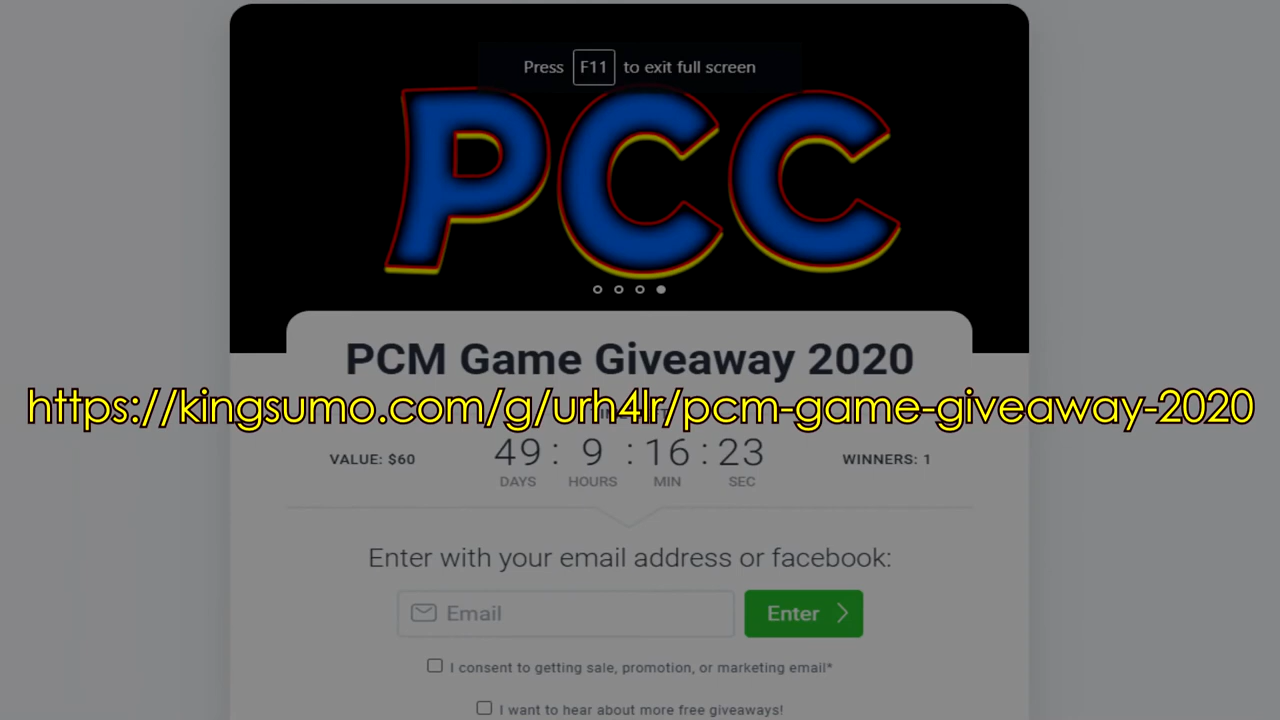 Press F11 to exit full screen
PCC
PCM Game Giveaway 2020
https://kingsumo.com/g/urh4lr/pcm-game-giveaway-2020
VALUE: $60
49 : 9 : 16 : 23
DAYS HOURS MIN SEC
WINNERS: 1
Enter with your email address or facebook:
Email
Enter
I consent to getting sale, promotion, or marketing email*
I want to hear about more free giveaways!